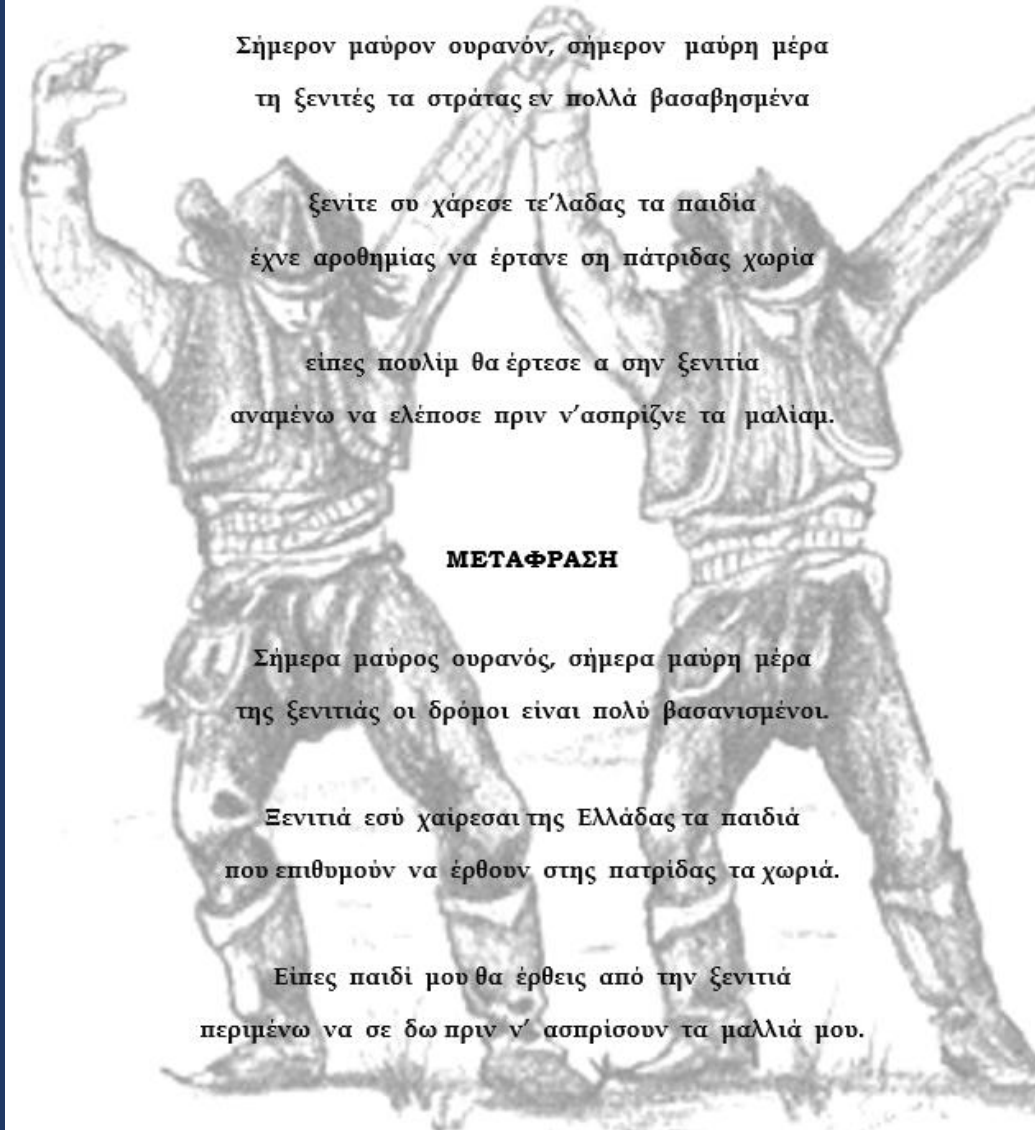 Σήμερον μαύρον ουρανόν, σήμερον μαύρη μέρα
τη ξενιτές τα στράτας εν πολλά βασαβησμένα
ξενίτε συ χάρεσε τε'λαδας τα παιδία
έχνε αροθημίας να έρτανε ση πάτριδας χωρία
είπες πουλίμ θα έρτεσε α σην ξενιτία
αναμένω να ελέποσε πριν ν'ασπρίζνε τα μαλίαμ.
ΜΕΤΑΦΡΑΣΗ
Σήμερα μαύρος ουρανός, σήμερα μαύρη μέρα
της ξενιτιάς οι δρόμοι είναι πολύ βασανισμένοι.
Ξενιτιά εσύ χαίρεσαι της Ελλάδας τα παιδιά
που επιθυμούν να έρθουν στης πατρίδας τα χωριά.
Είπες παιδί μου θα έρθεις από την ξενιτιά
περιμένω να σε δω πριν ν' ασπρίσουν τα μαλλιά μου.